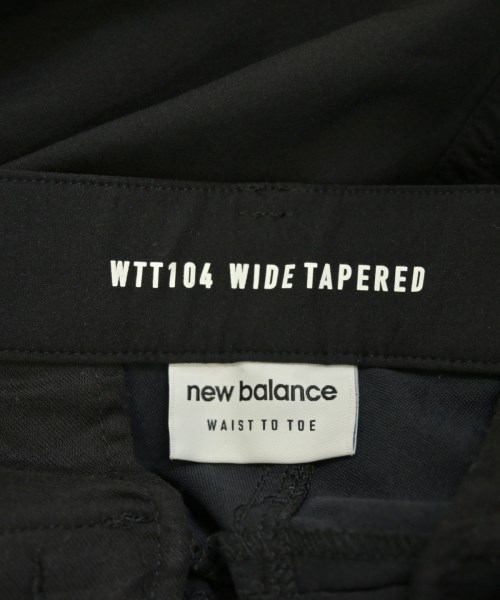 WTT104 WIDE TAPERED
new balance
WAIST TO TOE